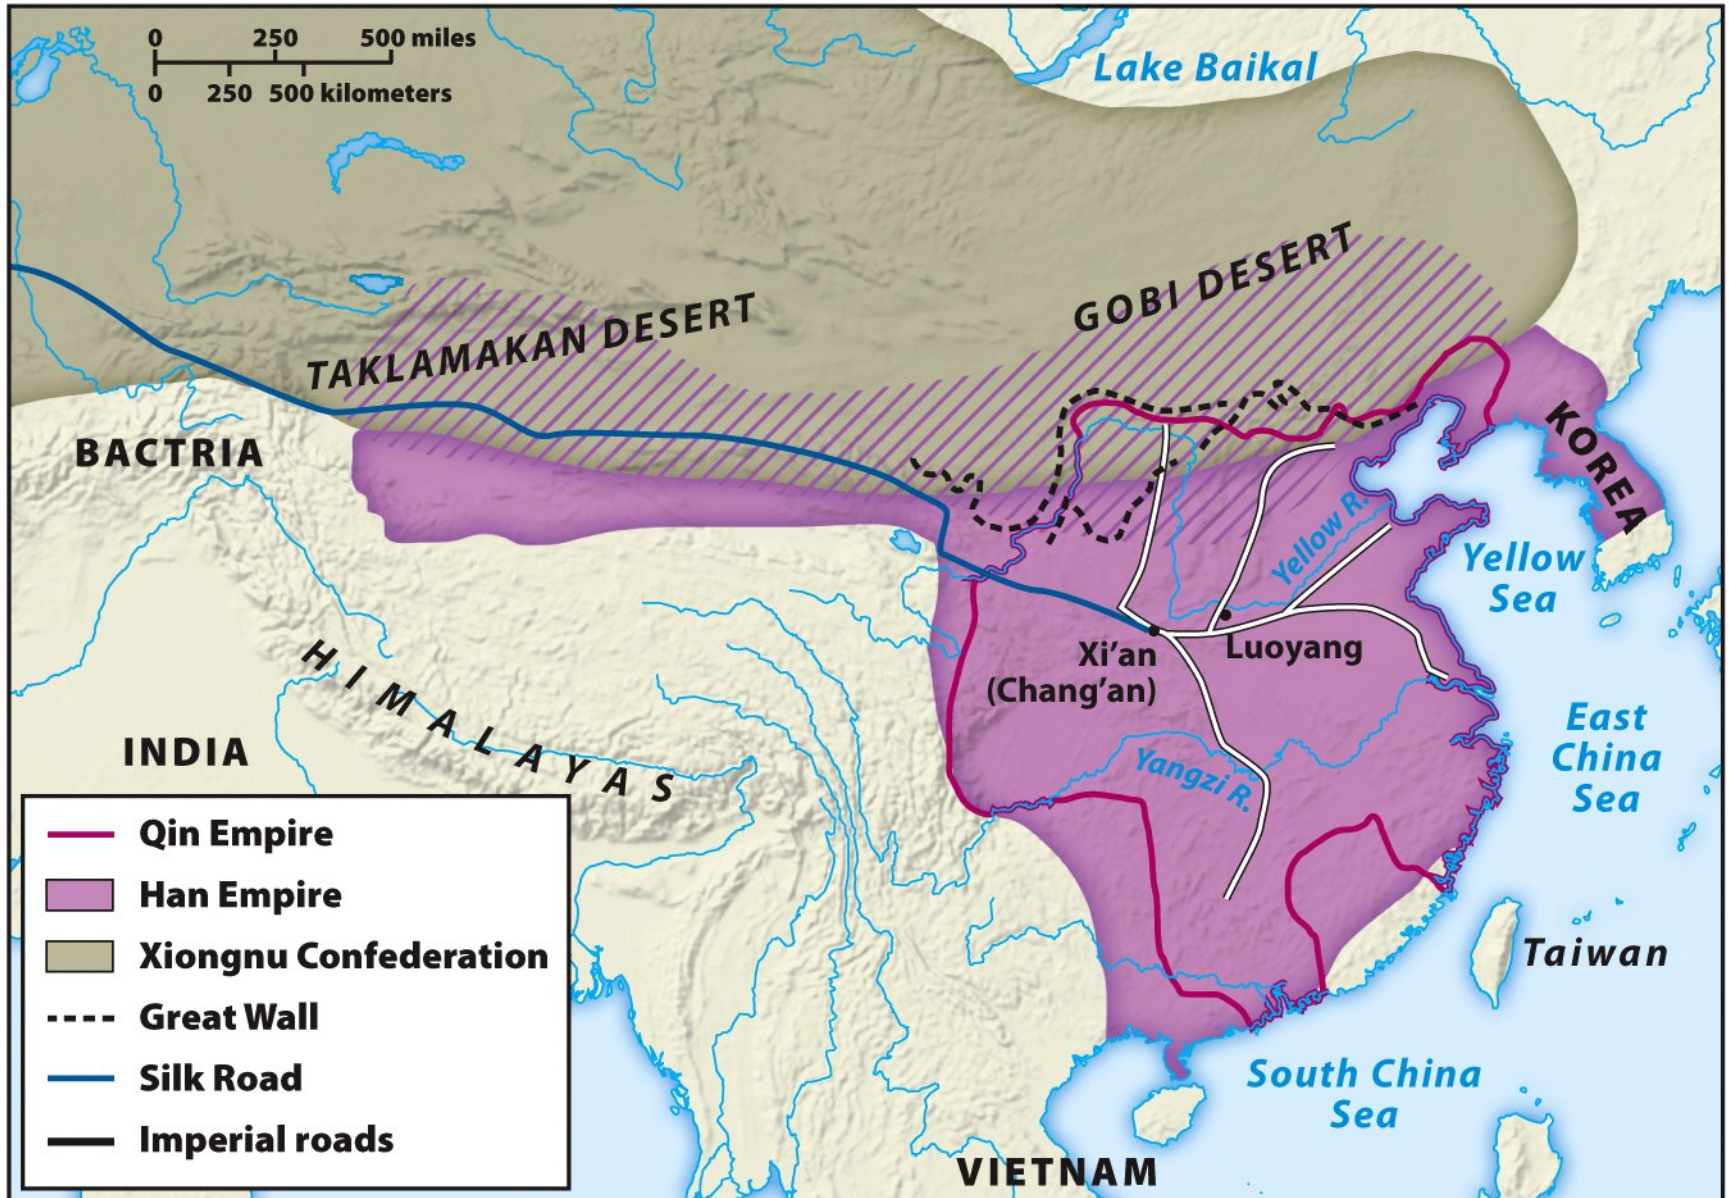 0 250 500 miles
0 250 500 kilometers
Lake Baikal
GOBI DESERT
TAKLAMAKAN DESERT
BACTRIA
KOREA
Yellow R.
Yellow
Sea
Xi'an
(Chang'an)
Luoyang
HIMALAYAS
INDIA
Yangzi R.
East
China
Sea
Taiwan
South China
Sea
VIETNAM
Qin Empire
Han Empire
Xiongnu Confederation
Great Wall
Silk Road
Imperial roads